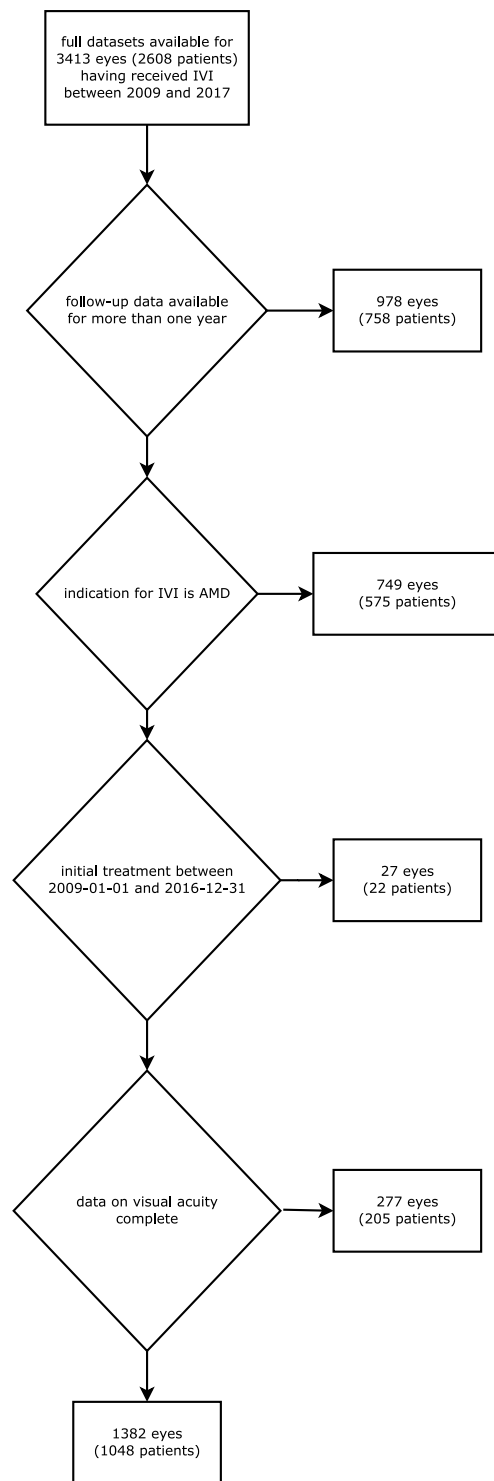 full datasets available for
3413 eyes (2608 patients)
having received IVI
between 2009 and 2017
follow-up data available
for more than one year
978 eyes
(758 patients)
indication for IVI is AMD
749 eyes
(575 patients)
initial treatment between
2009-01-01 and 2016-12-31
27 eyes
(22 patients)
data on visual acuity
complete
277 eyes
(205 patients)
1382 eyes
(1048 patients)